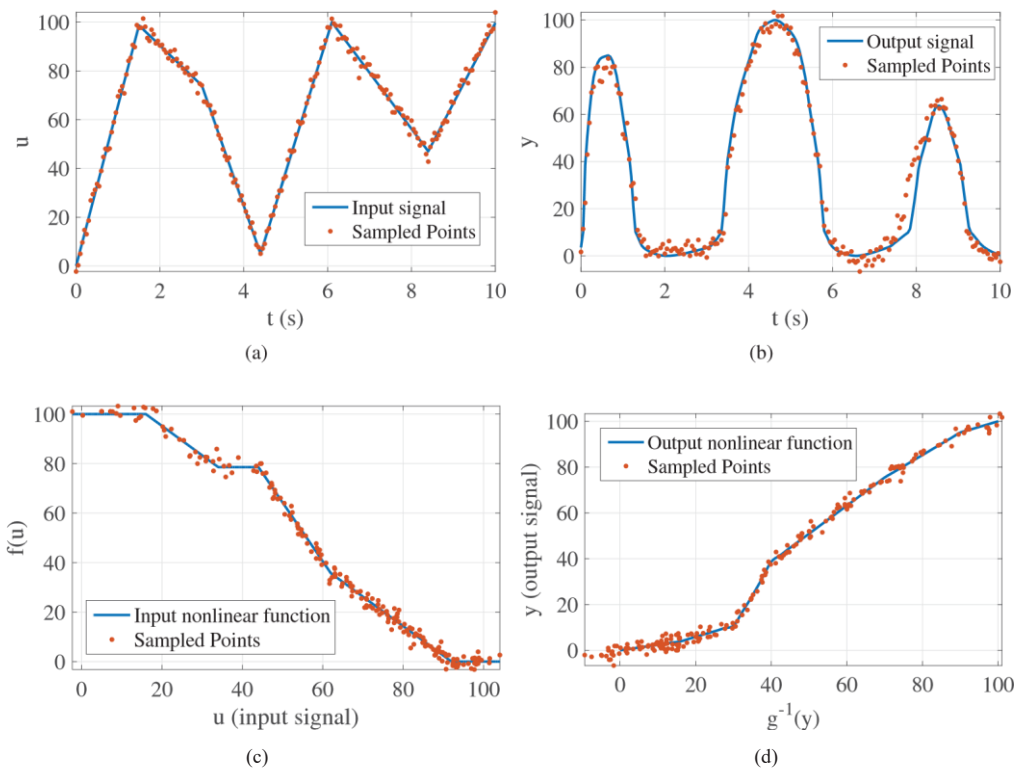 100
80
60
40
20
0
u
Input signal
Sampled Points
0 2 4 6 8 10
t (s)
(a)
100
80
60
40
20
0
y
Output signal
Sampled Points
0 2 4 6 8 10
t (s)
(b)
100
80
60
40
20
0
f(u)
Input nonlinear function
Sampled Points
0 20 40 60 80 100
u (input signal)
(c)
100
80
60
40
20
0
y (output signal)
Output nonlinear function
Sampled Points
0 20 40 60 80 100
g⁻¹(y)
(d)